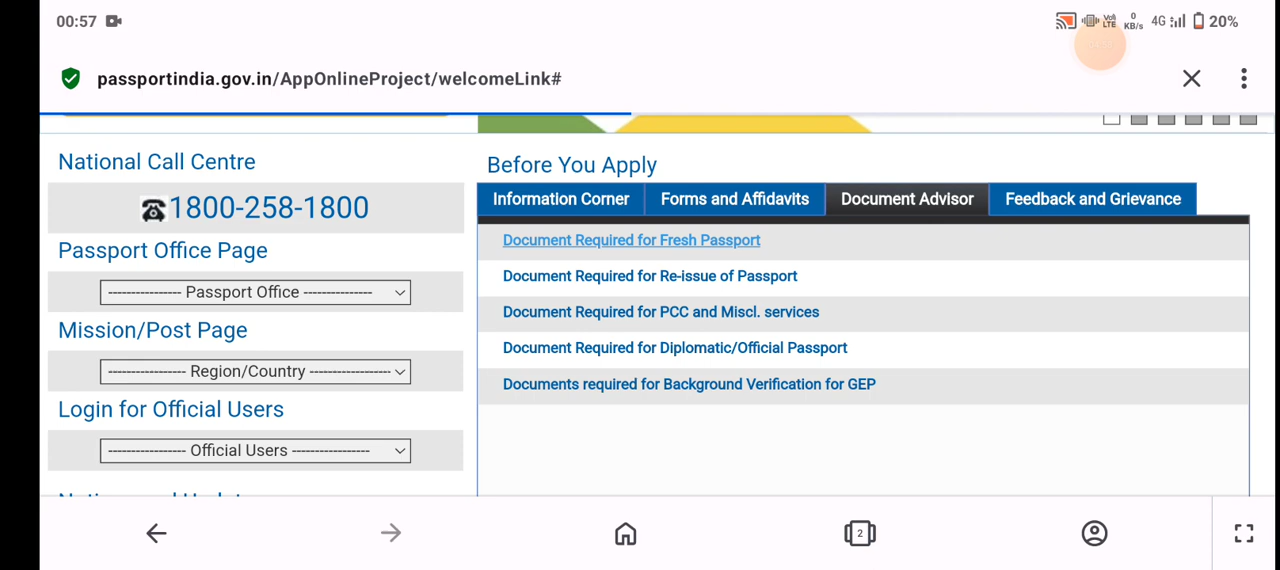 00:57
Vo) LTE
0 KB/s
4G
20%
passportindia.gov.in/AppOnlineProject/welcomeLink#
National Call Centre
1800-258-1800
Passport Office Page
---------------- Passport Office ---------------
Mission/Post Page
----------------- Region/Country ------------------
Login for Official Users
----------------- Official Users -----------------
Before You Apply
Information Corner
Forms and Affidavits
Document Advisor
Feedback and Grievance
Document Required for Fresh Passport
Document Required for Re-issue of Passport
Document Required for PCC and Miscl. services
Document Required for Diplomatic/Official Passport
Documents required for Background Verification for GEP
2